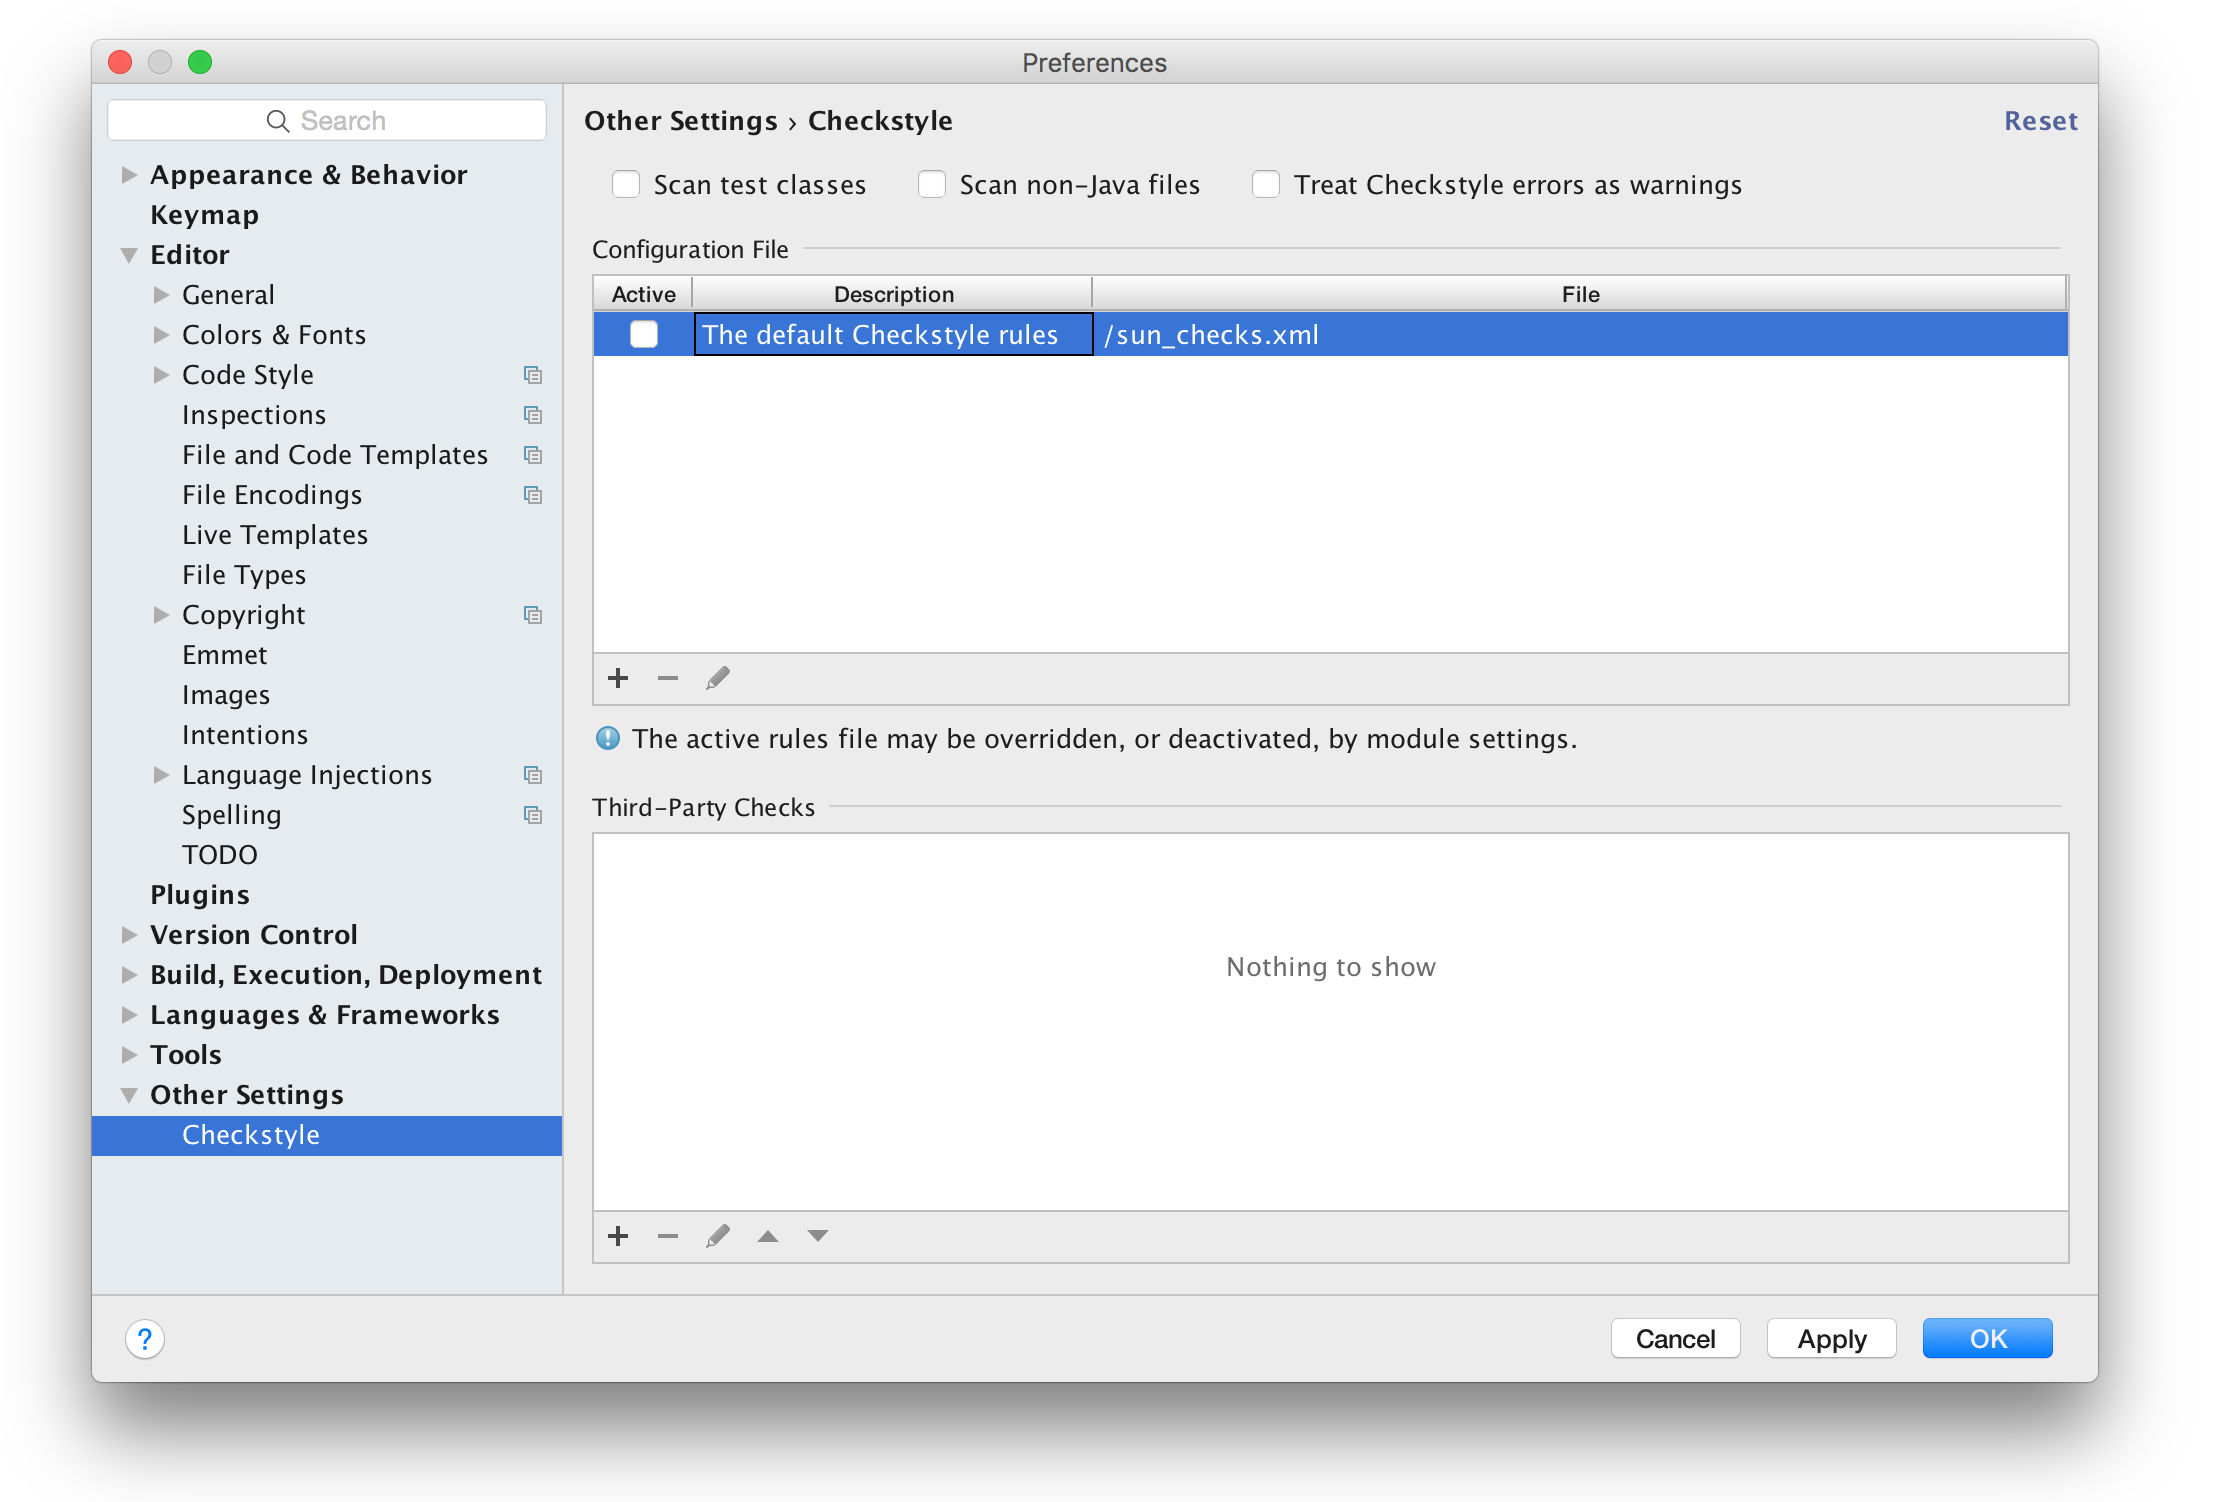 Preferences
Search
Appearance & Behavior
Keymap
Editor
General
Colors & Fonts
Code Style
Inspections
File and Code Templates
File Encodings
Live Templates
File Types
Copyright
Emmet
Images
Intentions
Language Injections
Spelling
TODO
Plugins
Version Control
Build, Execution, Deployment
Languages & Frameworks
Tools
Other Settings
Checkstyle
Other Settings › Checkstyle
Reset
Scan test classes Scan non-Java files Treat Checkstyle errors as warnings
Configuration File
Active Description File
The default Checkstyle rules /sun_checks.xml
The active rules file may be overridden, or deactivated, by module settings.
Third-Party Checks
Nothing to show
? Cancel Apply OK